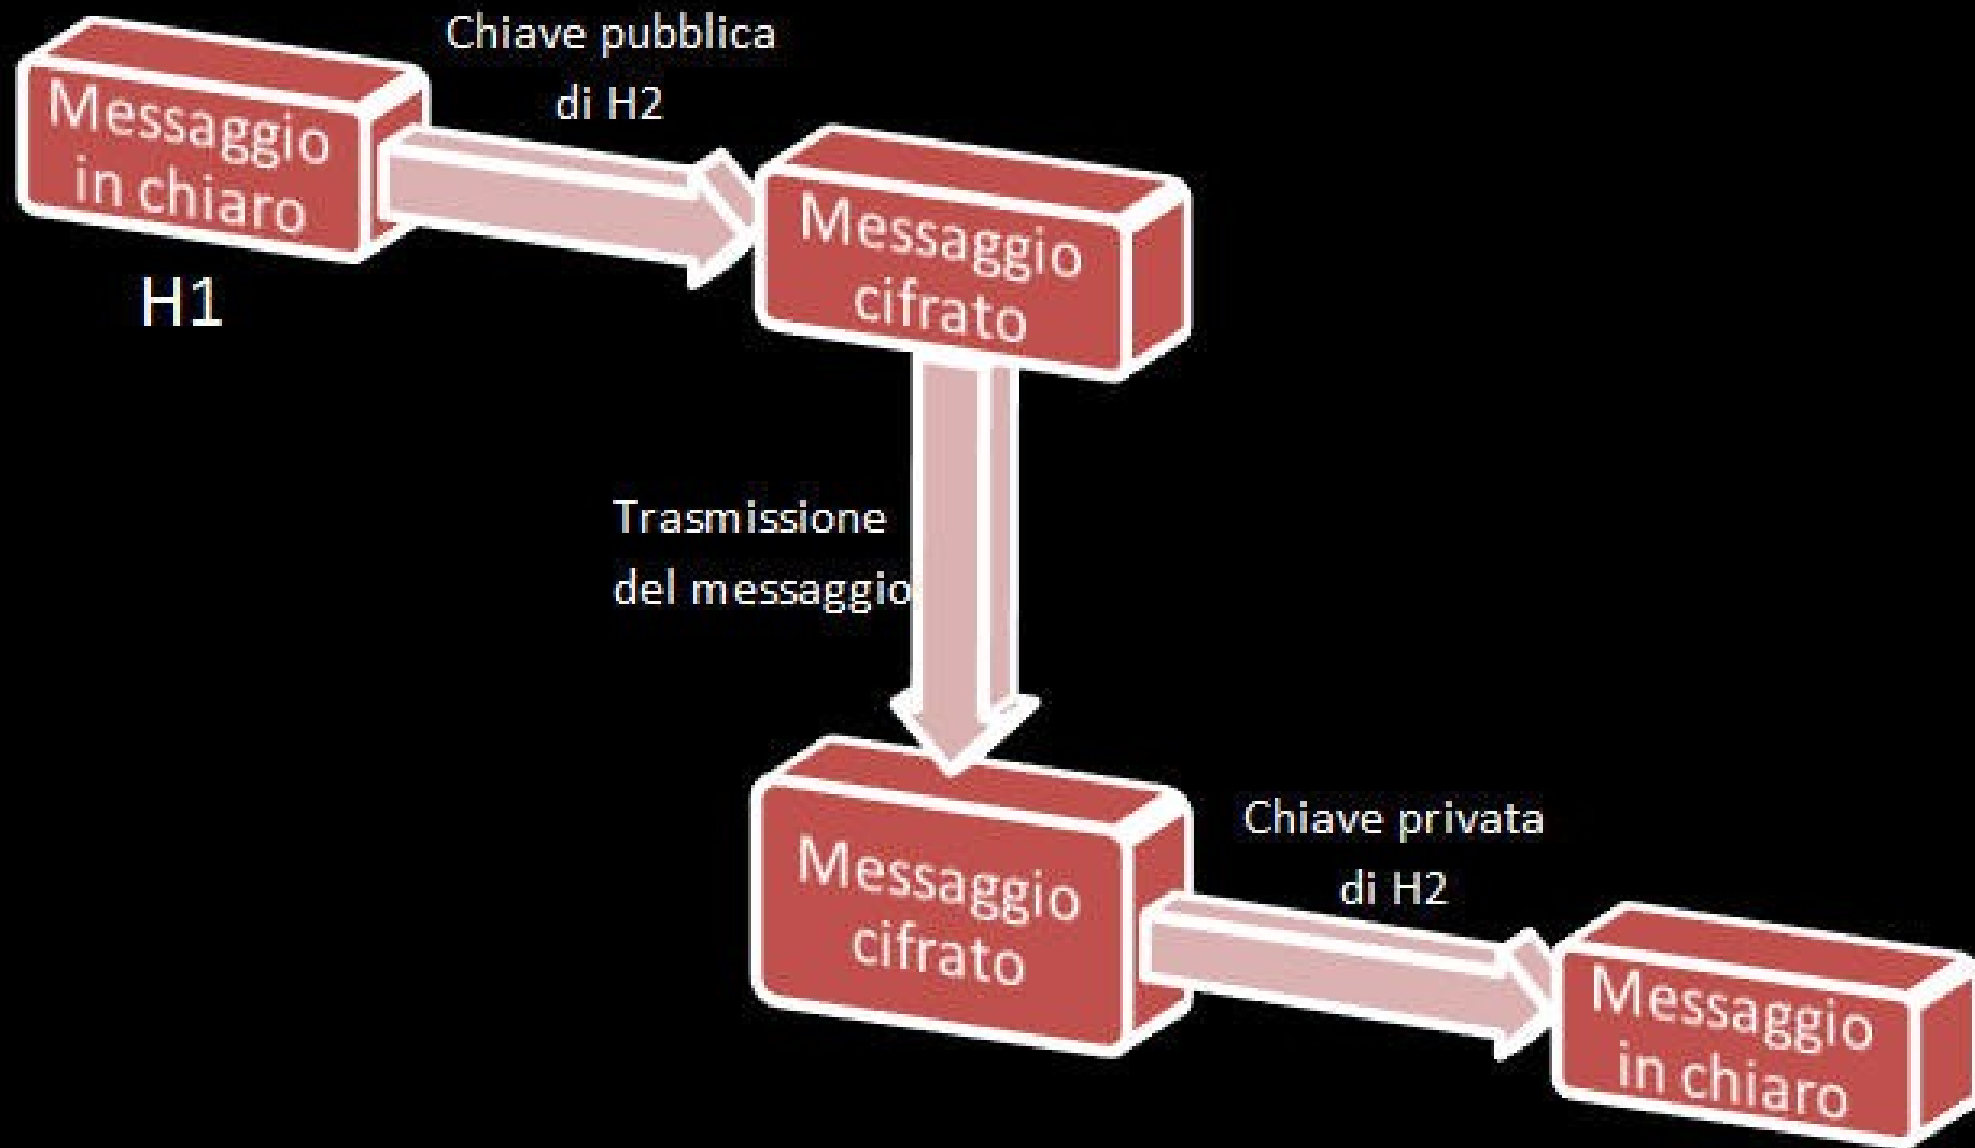 Chiave pubblica
di H2
Messaggio
in chiaro
H1
Messaggio
cifrato
Trasmissione
del messaggio
Messaggio
cifrato
Chiave privata
di H2
Messaggio
in chiaro